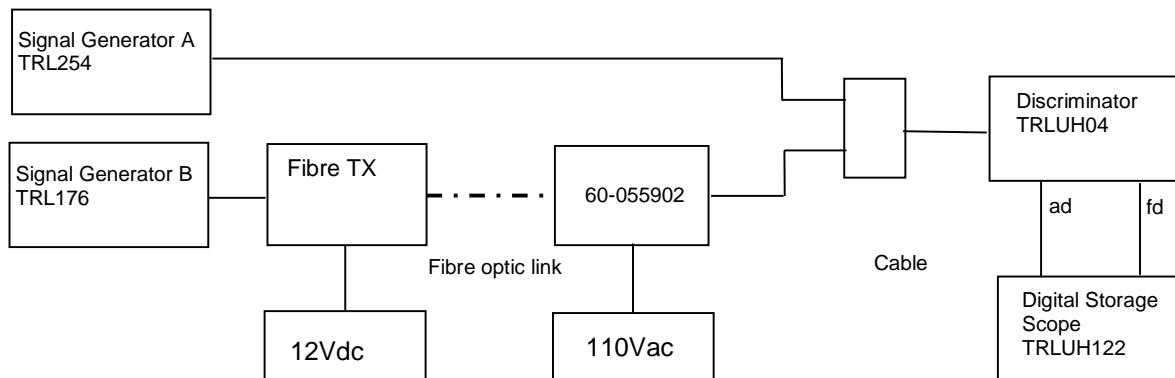 Signal Generator A
TRL254
Signal Generator B
TRL176
Fibre TX
60-055902
Fibre optic link
12Vdc
110Vac
Cable
Discriminator
TRLUH04
ad
fd
Digital Storage
Scope
TRLUH122